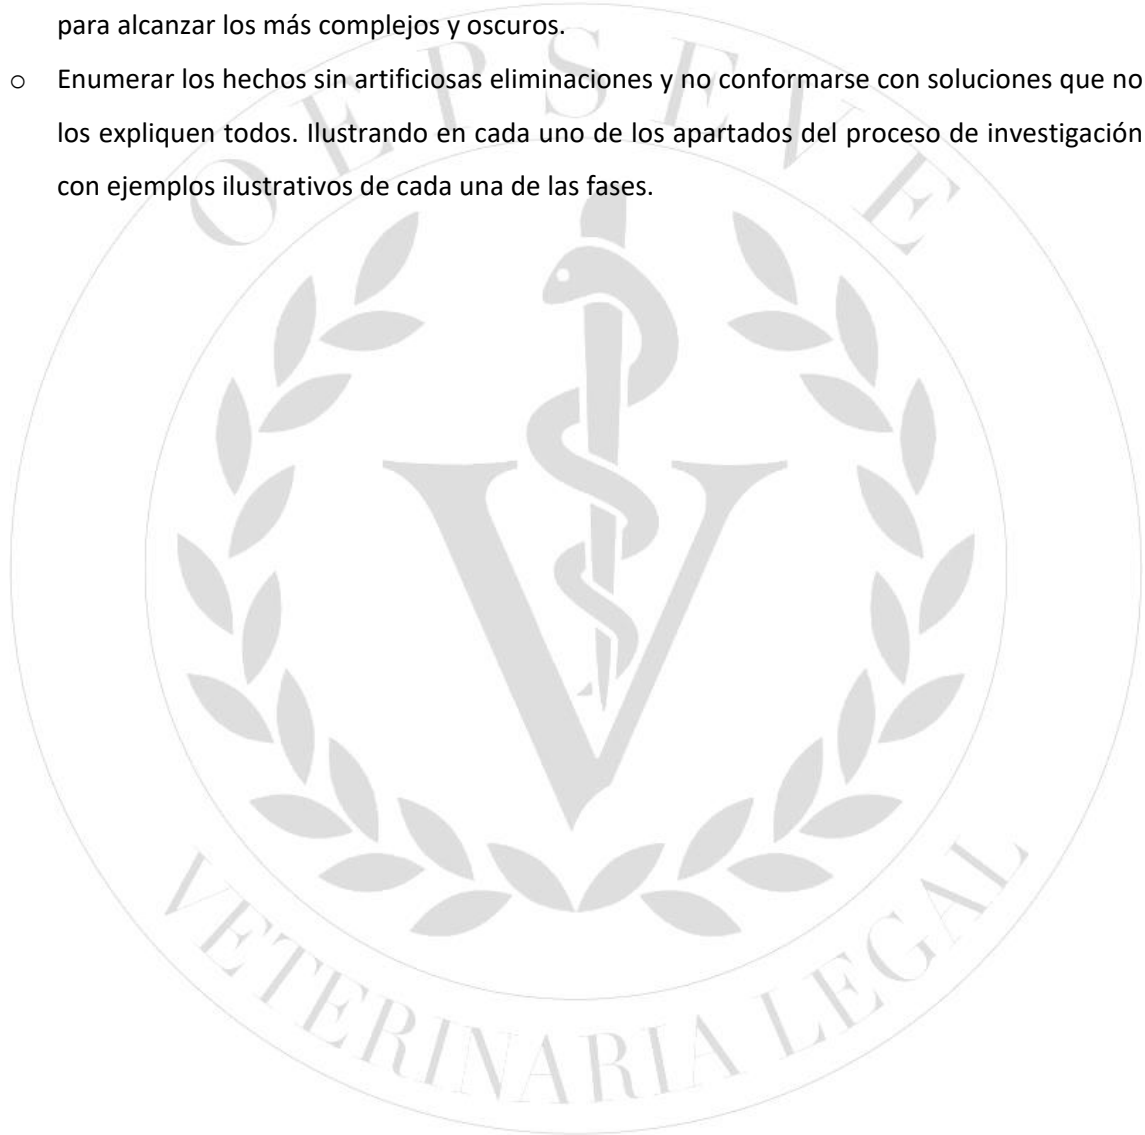 para alcanzar los más complejos y oscuros.
o Enumerar los hechos sin artificiosas eliminaciones y no conformarse con soluciones que no
los expliquen todos. Ilustrando en cada uno de los apartados del proceso de investigación
con ejemplos ilustrativos de cada una de las fases.
OEPSEVE
V
VETERINARIA LEGAL